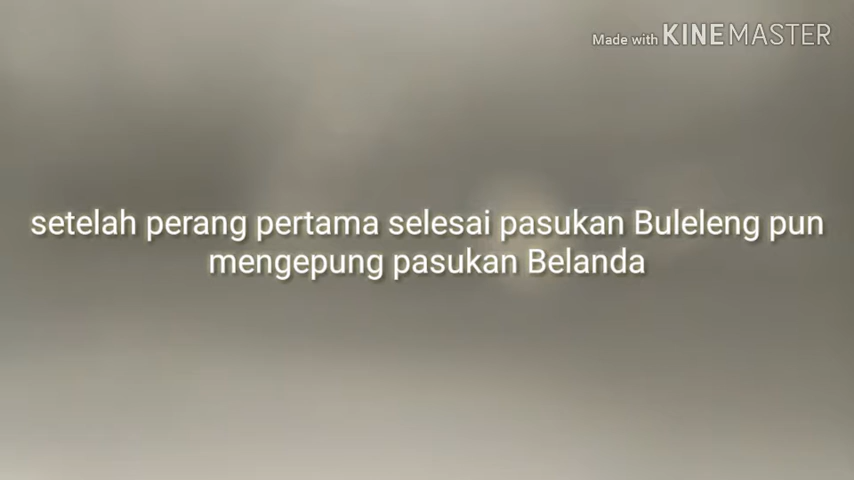 Made with KINEMASTER
setelah perang pertama selesai pasukan Buleleng pun
mengepung pasukan Belanda